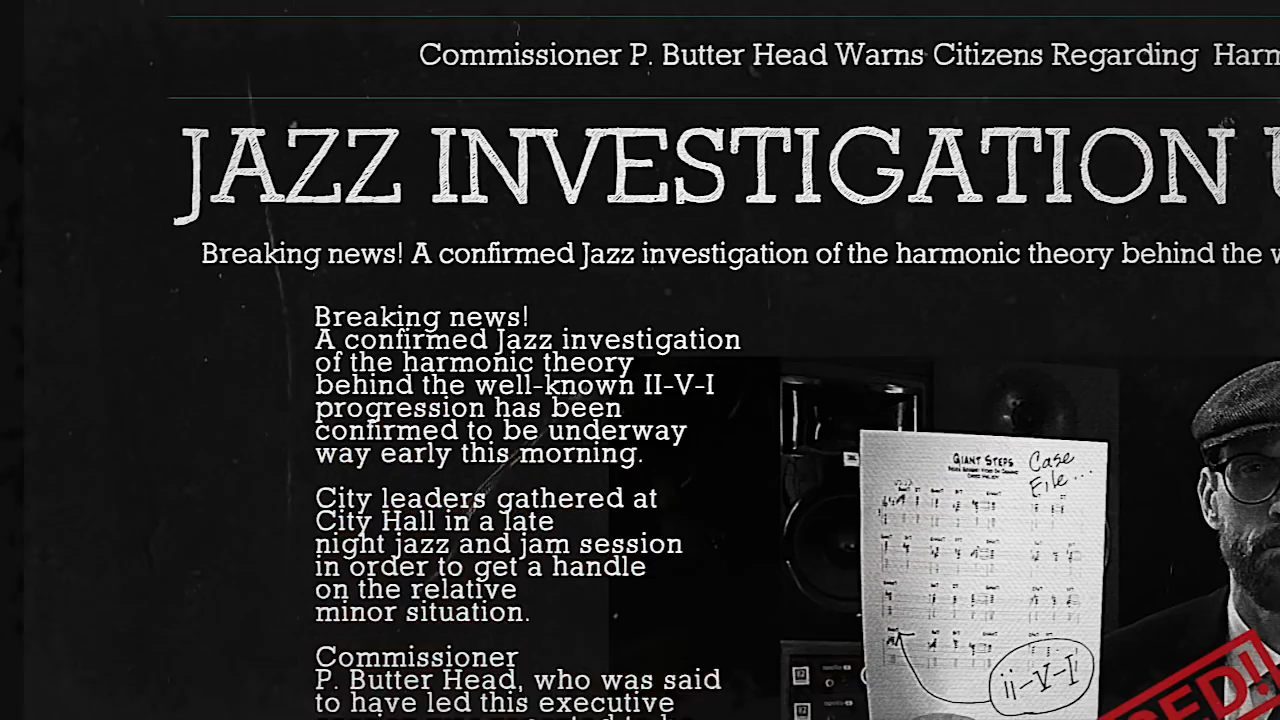 Commissioner P. Butter Head Warns Citizens Regarding Harm
JAZZ INVESTIGATION
Breaking news! A confirmed Jazz investigation of the harmonic theory behind the
Breaking news!
A confirmed Jazz investigation
of the harmonic theory
behind the well-known II-V-I
progression has been
confirmed to be underway
way early this morning.
City leaders gathered at
City Hall in a late
night jazz and jam session
in order to get a handle
on the relative
minor situation.
Commissioner
P. Butter Head, who was said
to have led this executive
GIANT STEPS
Case
File...
ii-V-I
RED!